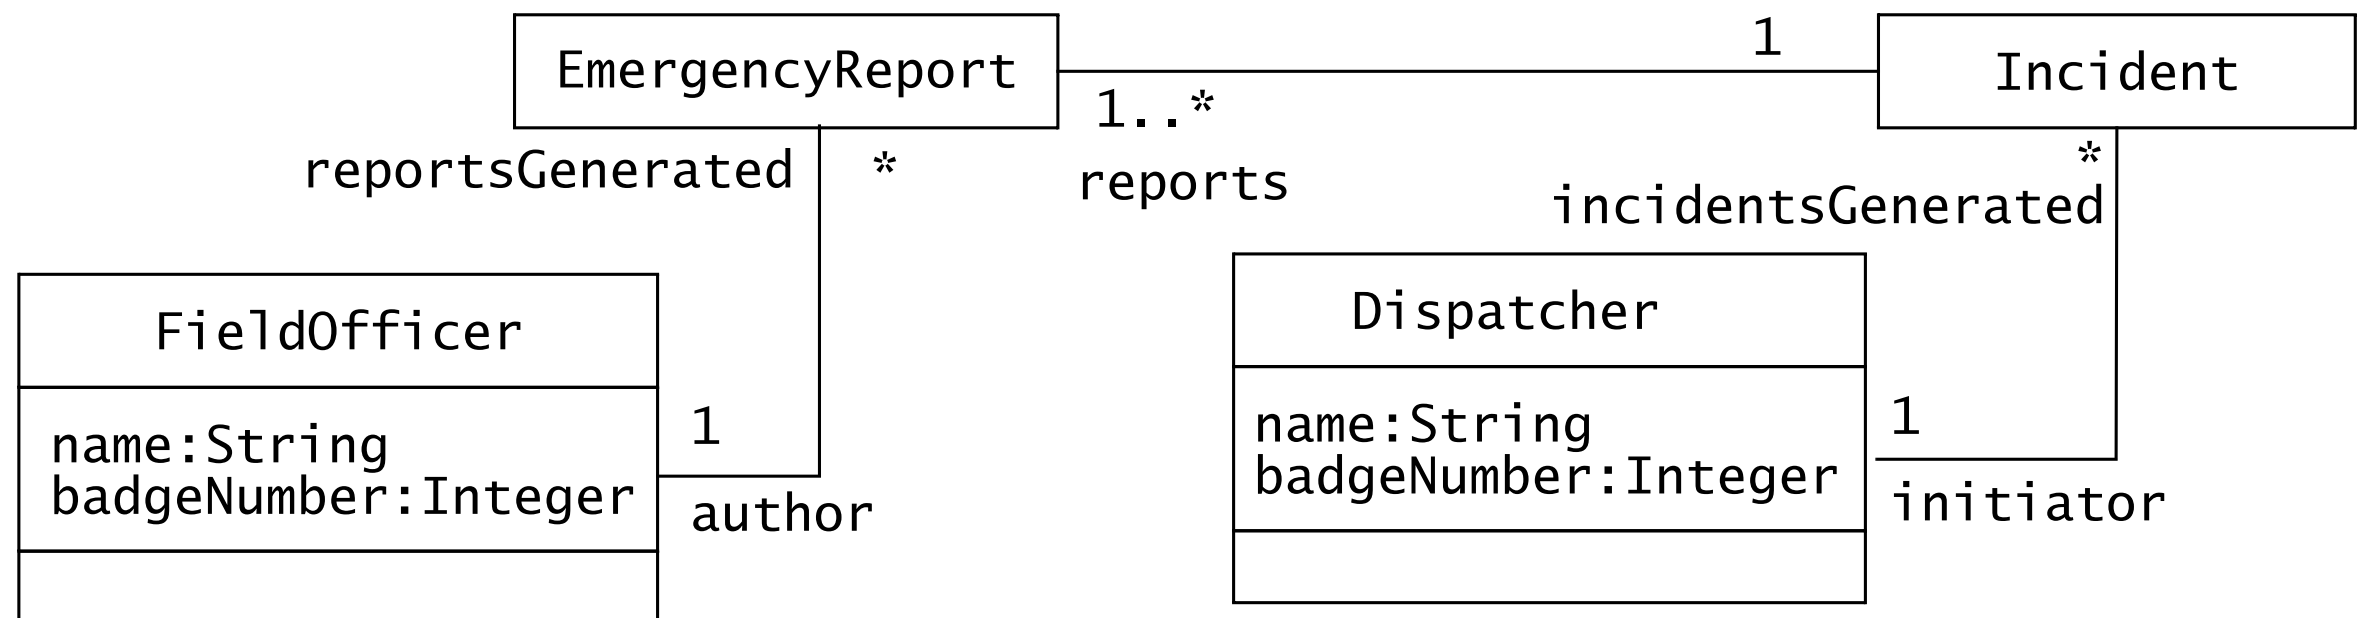 EmergencyReport
1
Incident
1..*
reportsGenerated
*
reports
*
incidentsGenerated
FieldOfficer
name:String
badgeNumber:Integer
1
author
Dispatcher
name:String
badgeNumber:Integer
1
initiator